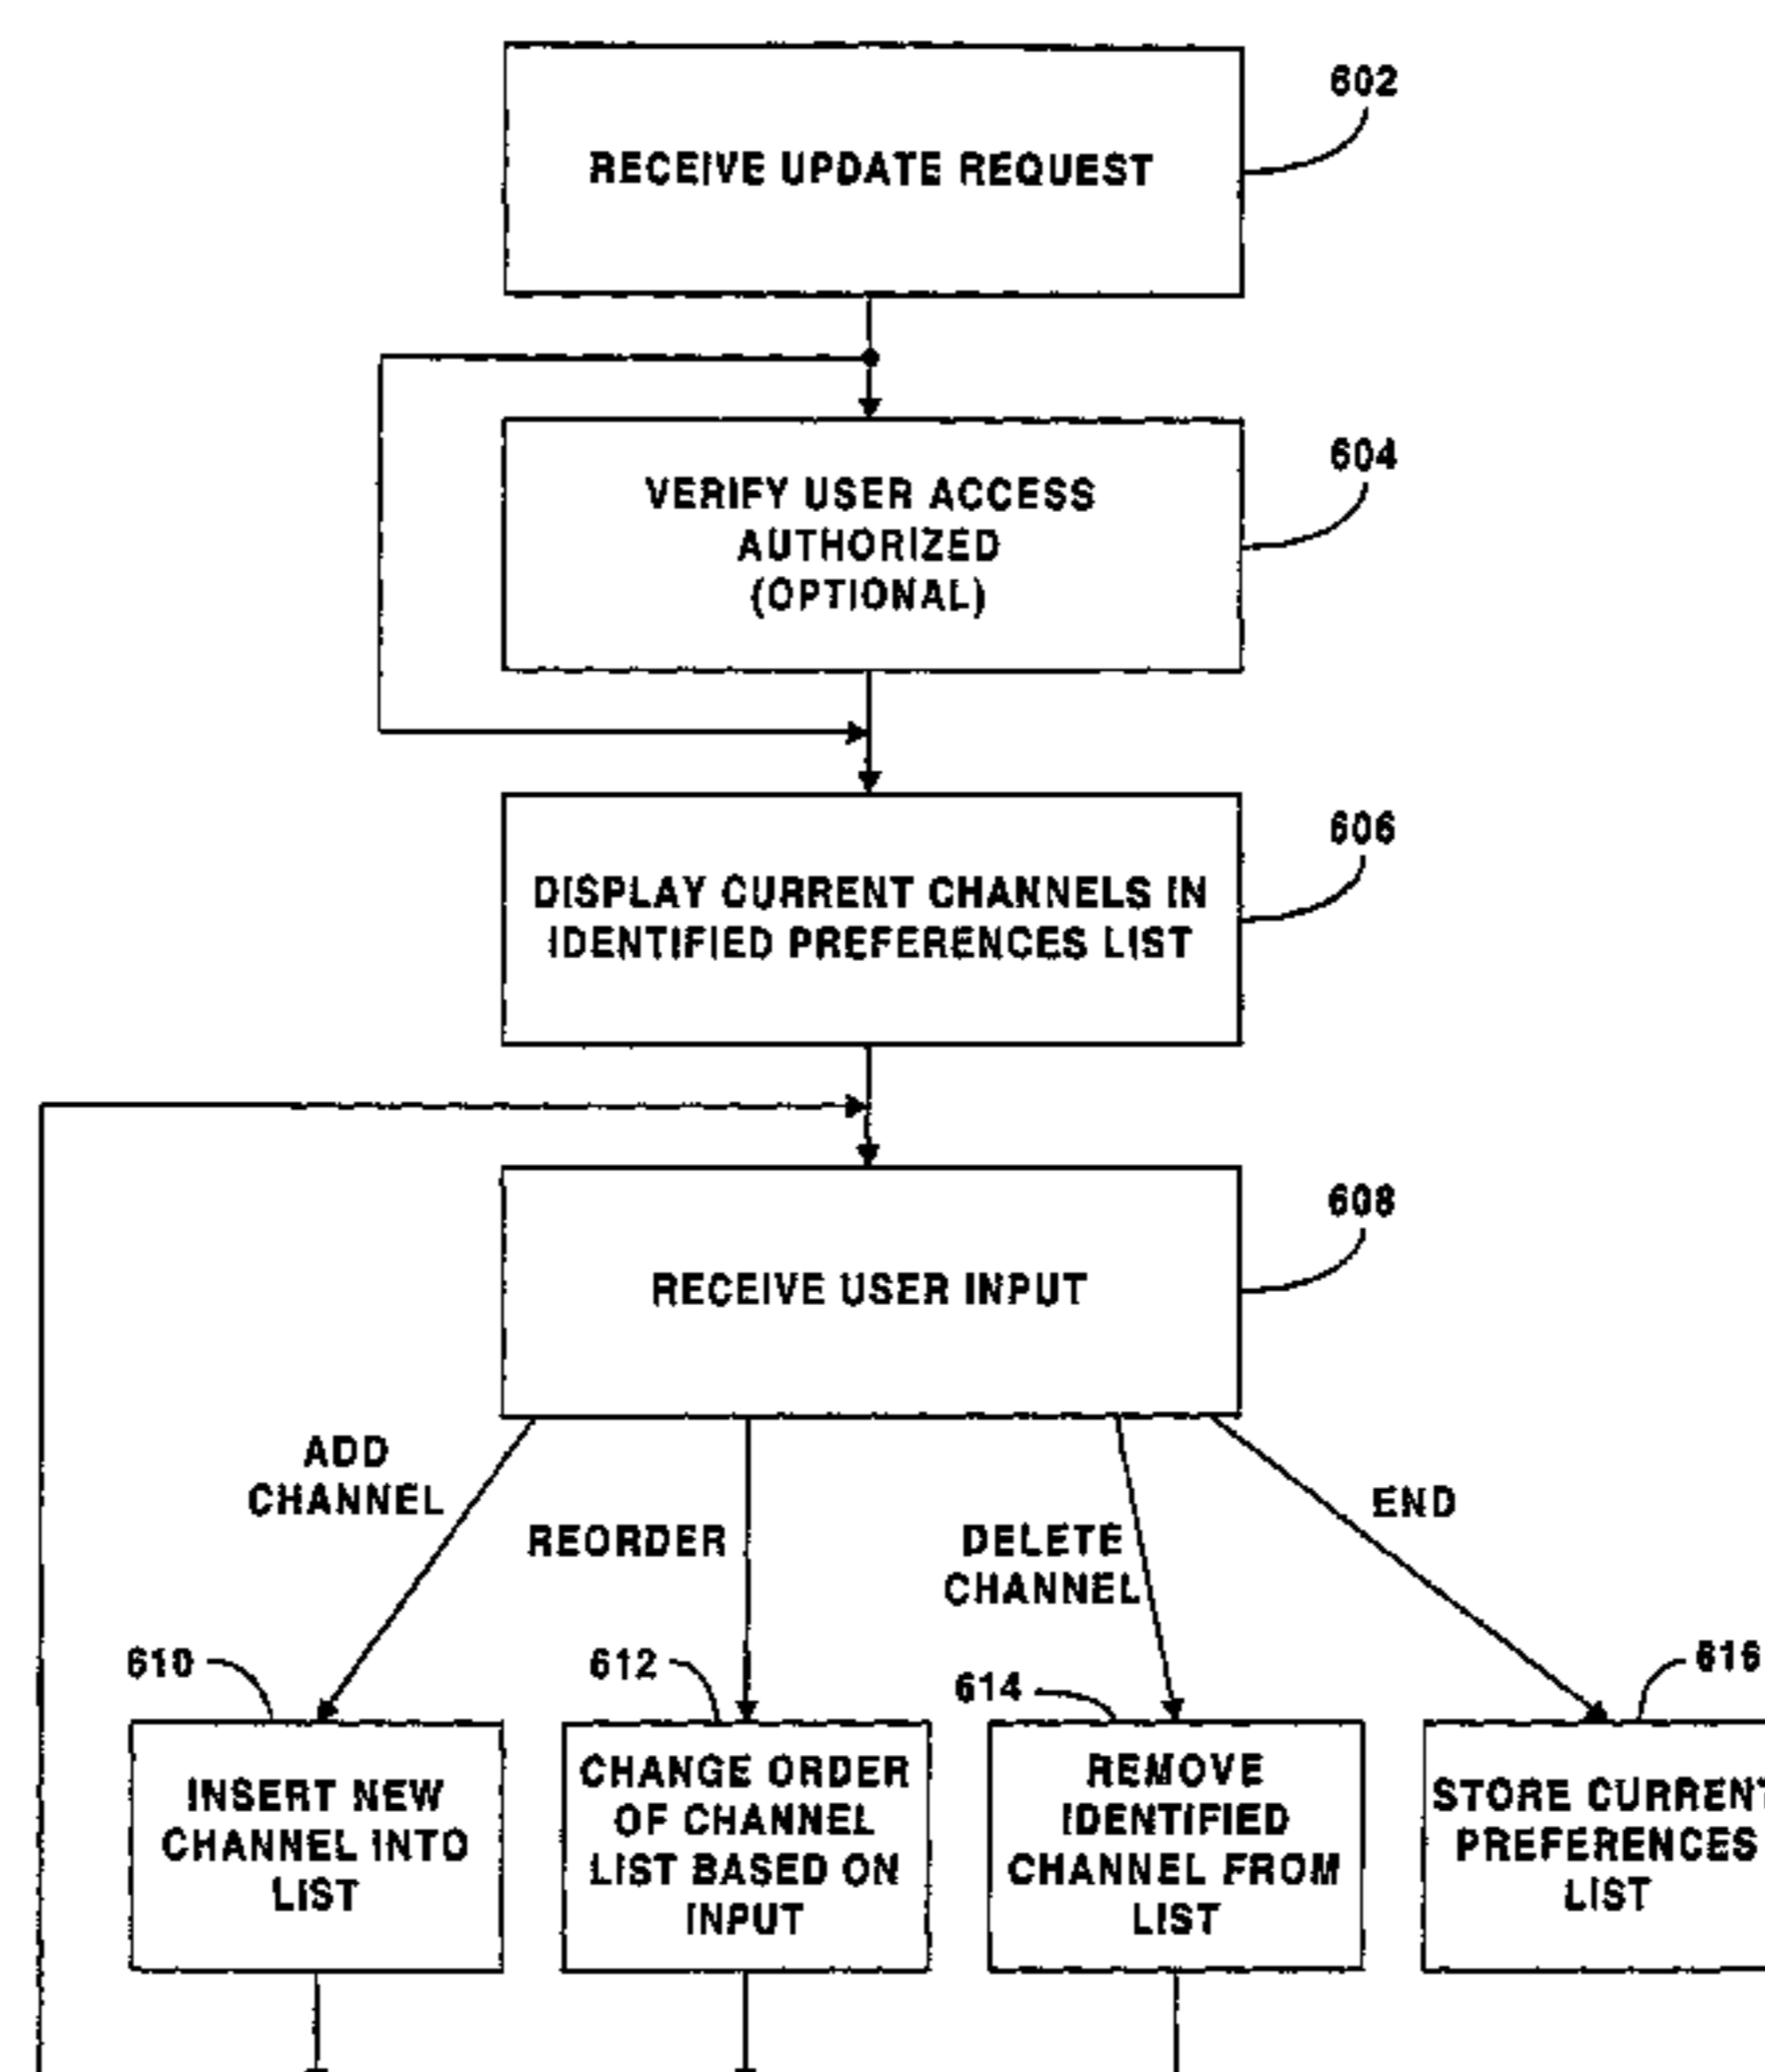 602
RECEIVE UPDATE REQUEST
604
VERIFY USER ACCESS
AUTHORIZED
(OPTIONAL)
606
DISPLAY CURRENT CHANNELS IN
IDENTIFIED PREFERENCES LIST
608
RECEIVE USER INPUT
ADD
CHANNEL
REORDER
DELETE
CHANNEL
END
610
612
614
616
INSERT NEW
CHANNEL INTO
LIST
CHANGE ORDER
OF CHANNEL
LIST BASED ON
INPUT
REMOVE
IDENTIFIED
CHANNEL FROM
LIST
STORE CURRENT
PREFERENCES
LIST